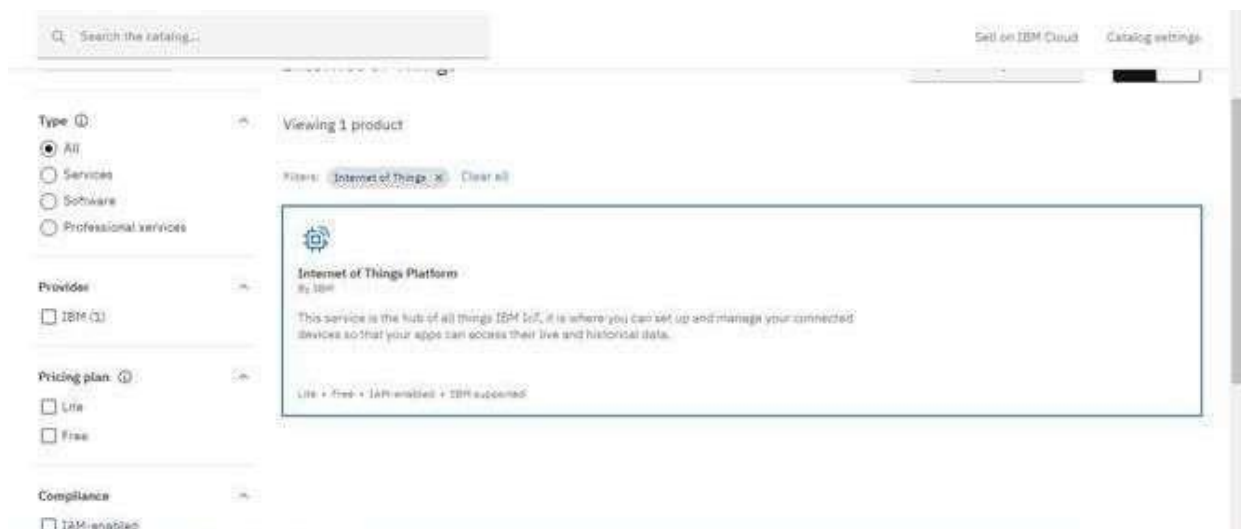 Search the catalog...
Sell on IBM Cloud
Catalog settings
Internet of Things
Type
All
Services
Software
Professional services
Provider
IBM (1)
Pricing plan
Lite
Free
Compliance
IAM-enabled
Viewing 1 product
Filters: Internet of Things × Clear all
Internet of Things Platform
By IBM
This service is the hub of all things IBM IoT, it is where you can set up and manage your connected
devices so that your apps can access their live and historical data.
Lite • Free • IAM-enabled • IBM supported